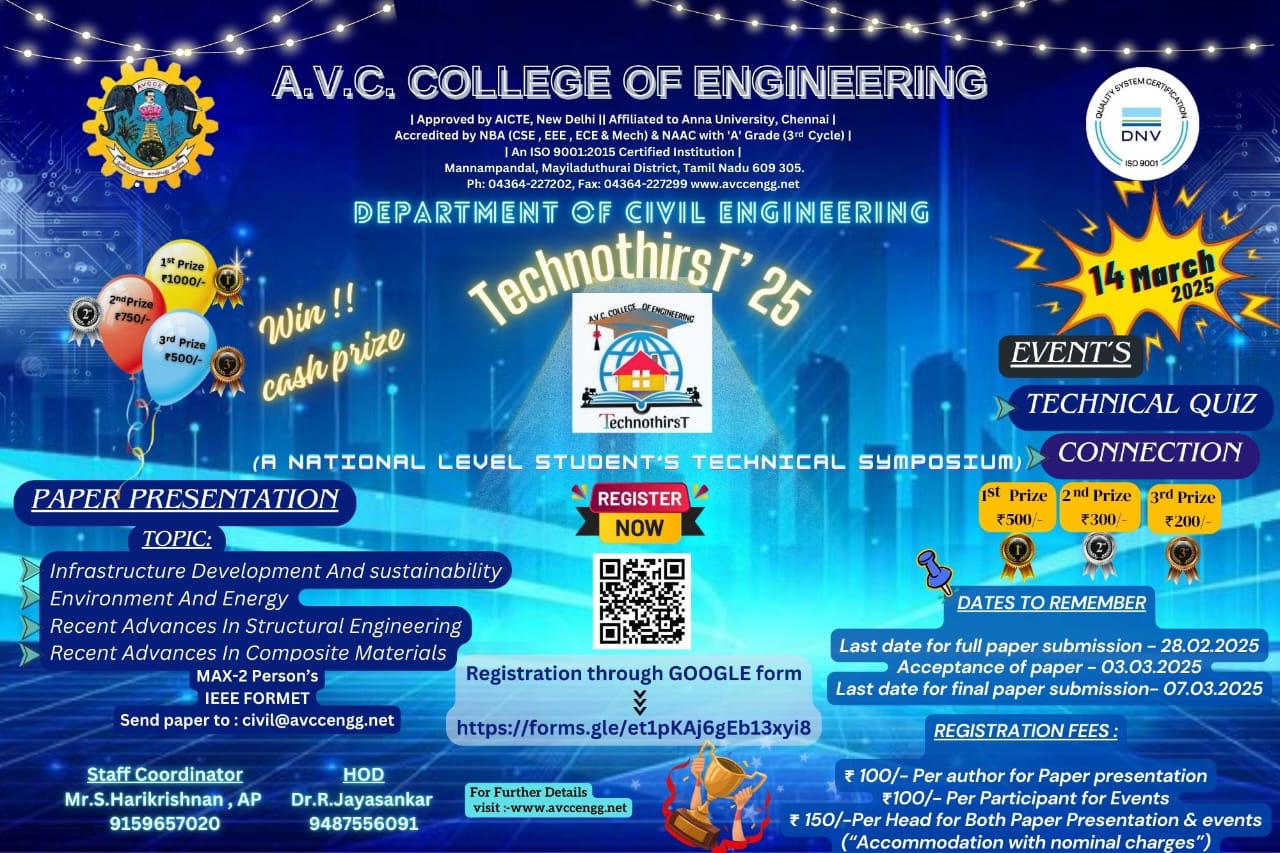 A.V.C. COLLEGE OF ENGINEERING
| Approved by AICTE, New Delhi || Affiliated to Anna University, Chennai |
Accredited by NBA (CSE , EEE , ECE & Mech) & NAAC with 'A' Grade (3rd Cycle) |
| An ISO 9001:2015 Certified Institution |
Mannampandal, Mayiladuthurai District, Tamil Nadu 609 305.
Ph: 04364-227202, Fax: 04364-227299 www.avccengg.net
AVCCE
QUALITY SYSTEM CERTIFICATION
DNV
ISO 9001
DEPARTMENT OF CIVIL ENGINEERING
TechnothirsT' 25
14 March
2025
1st Prize
₹1000/-
1st
2nd Prize
₹750/-
2nd
3rd Prize
₹500/-
3rd
Win !!
cash prize
A.V.C. COLLEGE OF ENGINEERING
TechnothirsT
(A NATIONAL LEVEL STUDENT'S TECHNICAL SYMPOSIUM)
EVENT'S
TECHNICAL QUIZ
CONNECTION
1st Prize
₹500/-
2nd Prize
₹300/-
3rd Prize
₹200/-
1st
2nd
3rd
PAPER PRESENTATION
TOPIC:
Infrastructure Development And sustainability
Environment And Energy
Recent Advances In Structural Engineering
Recent Advances In Composite Materials
MAX-2 Person's
IEEE FORMET
Send paper to : civil@avccengg.net
REGISTER
NOW
Registration through GOOGLE form
https://forms.gle/et1pKAj6gEb13xyi8
DATES TO REMEMBER
Last date for full paper submission - 28.02.2025
Acceptance of paper - 03.03.2025
Last date for final paper submission- 07.03.2025
REGISTRATION FEES :
₹ 100/- Per author for Paper presentation
₹100/- Per Participant for Events
₹ 150/-Per Head for Both Paper Presentation & events
("Accommodation with nominal charges")
Staff Coordinator
Mr.S.Harikrishnan , AP
9159657020
HOD
Dr.R.Jayasankar
9487556091
For Further Details
visit :-www.avccengg.net